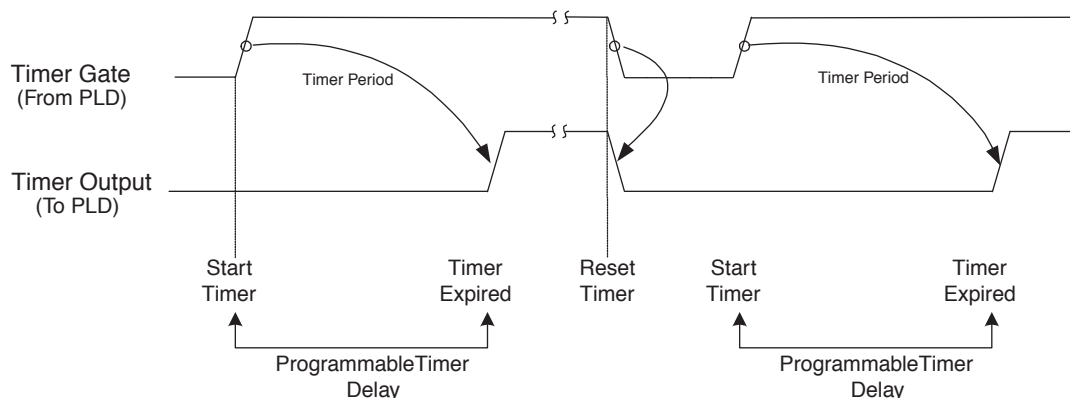 Timer Gate
(From PLD)
Timer Period
Timer Period
Timer Output
(To PLD)
Start
Timer
Timer
Expired
Reset
Timer
Start
Timer
Timer
Expired
ProgrammableTimer
Delay
ProgrammableTimer
Delay